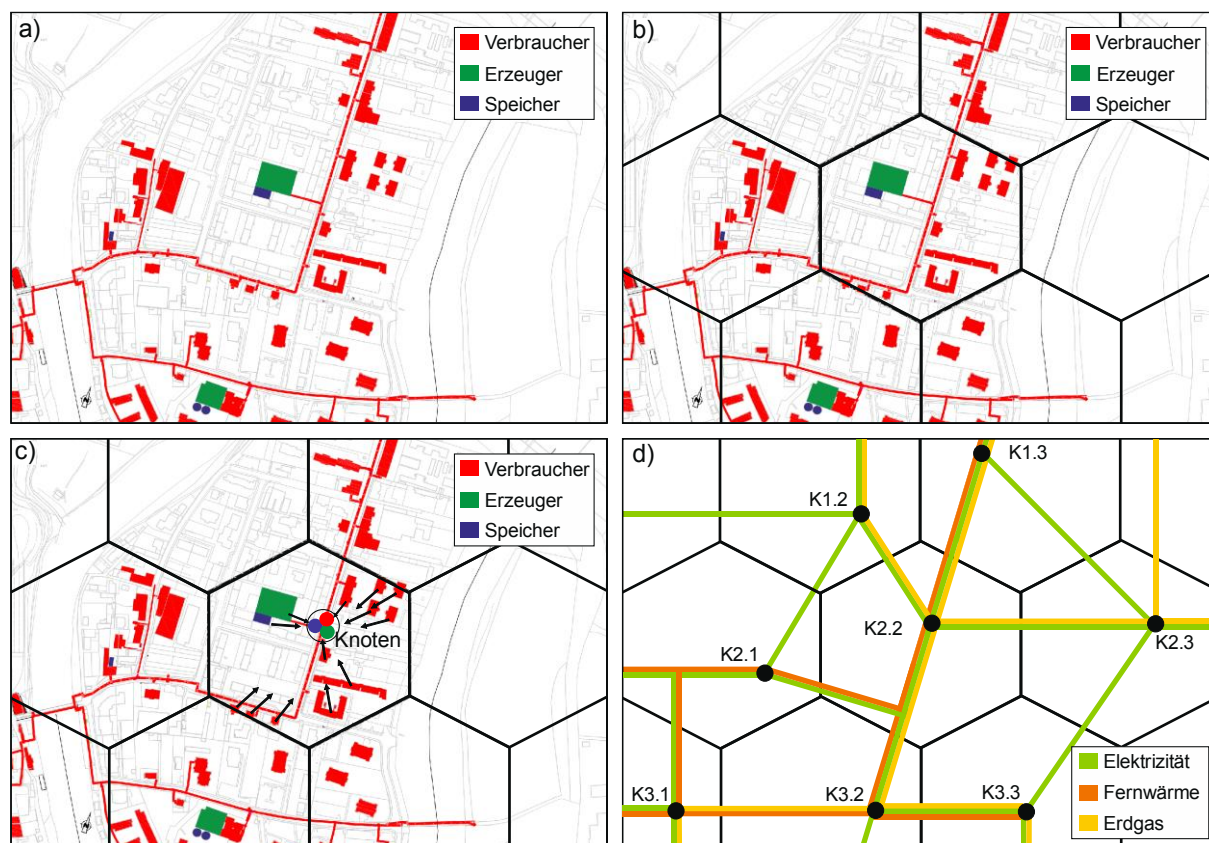 a)
Verbraucher
Erzeuger
Speicher
b)
Verbraucher
Erzeuger
Speicher
c)
Verbraucher
Erzeuger
Speicher
Knoten
d)
K1.3
K1.2
K2.2
K2.3
K2.1
K3.1
K3.2
K3.3
Elektrizität
Fernwärme
Erdgas